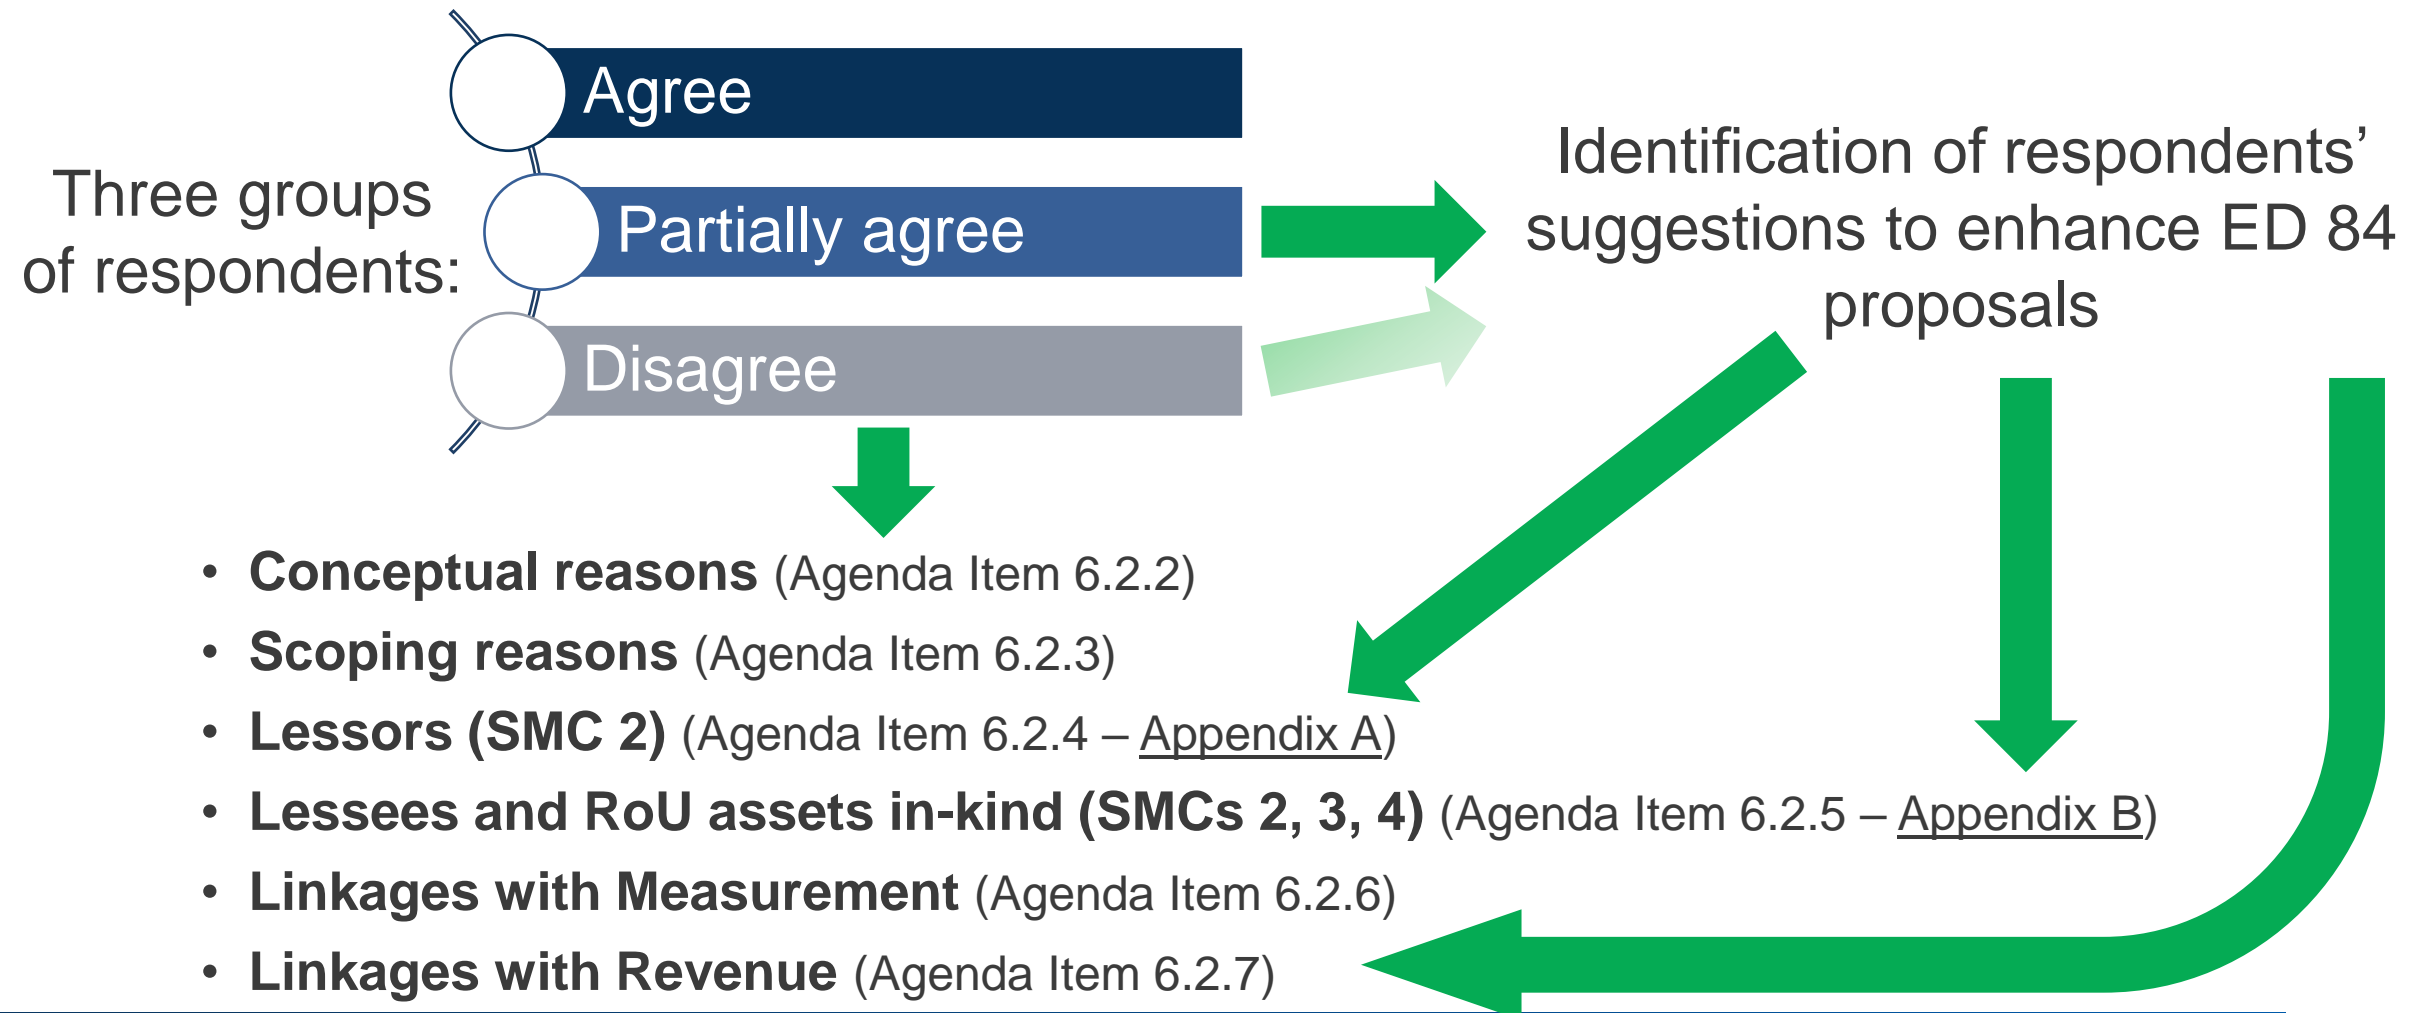 Three groups
of respondents:
Agree
Partially agree
Disagree
Identification of respondents’
suggestions to enhance ED 84
proposals
• Conceptual reasons (Agenda Item 6.2.2)
• Scoping reasons (Agenda Item 6.2.3)
• Lessors (SMC 2) (Agenda Item 6.2.4 – Appendix A)
• Lessees and RoU assets in-kind (SMCs 2, 3, 4) (Agenda Item 6.2.5 – Appendix B)
• Linkages with Measurement (Agenda Item 6.2.6)
• Linkages with Revenue (Agenda Item 6.2.7)